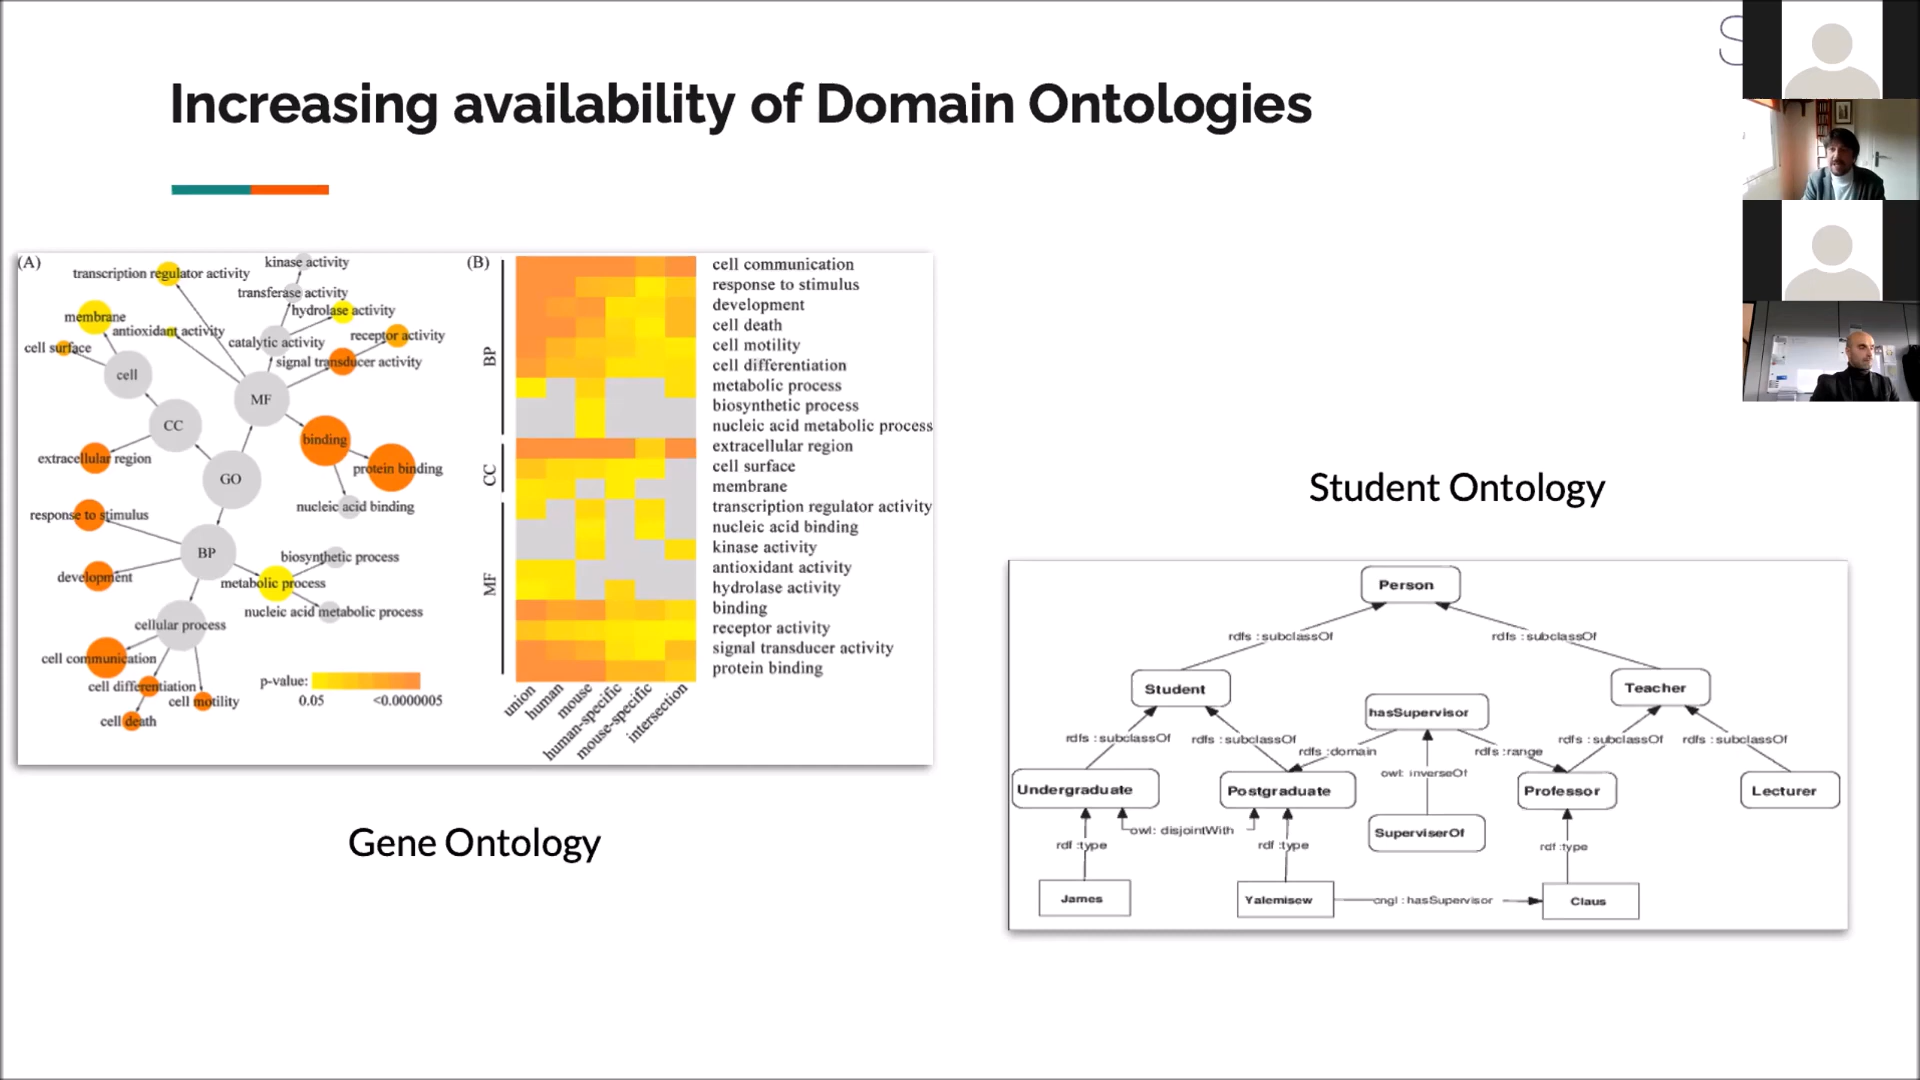 S
Increasing availability of Domain Ontologies
(A)
transcription regulator activity
kinase activity
transferase activity
membrane
hydrolase activity
antioxidant activity
receptor activity
cell surface
catalytic activity
signal transducer activity
cell
MF
CC
binding
extracellular region
protein binding
GO
nucleic acid binding
response to stimulus
BP
biosynthetic process
development
metabolic process
nucleic acid metabolic process
cellular process
cell communication
cell differentiation
cell motility
cell death
p-value:
0.05
<0.0000005
(B)
BP
CC
MF
cell communication
response to stimulus
development
cell death
cell motility
cell differentiation
metabolic process
biosynthetic process
nucleic acid metabolic process
extracellular region
cell surface
membrane
transcription regulator activity
nucleic acid binding
kinase activity
antioxidant activity
hydrolase activity
binding
receptor activity
signal transducer activity
protein binding
union
human
mouse
human-specific
mouse-specific
intersection
Gene Ontology
Student Ontology
Person
rdfs :subclassOf
rdfs :subclassOf
Student
Teacher
hasSupervisor
rdfs :subclassOf
rdfs :subclassOf
rdfs :domain
rdfs :range
rdfs :subclassOf
rdfs :subclassOf
owl: inverseOf
Undergraduate
Postgraduate
Professor
Lecturer
owl: disjointWith
SuperviserOf
rdf :type
rdf :type
rdf :type
James
Yalemisew
cngl : hasSupervisor
Claus